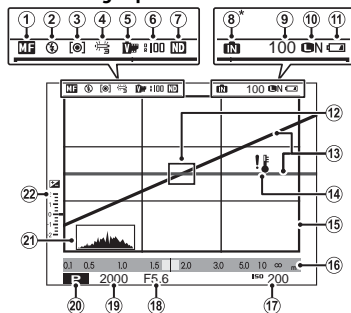 ① ② ③ ④ ⑤ ⑥ ⑦ ⑧* ⑨ ⑩ ⑪
MF ND IN 100 L N
MF ND IN 100 L N
⑫
⑬
⑭
⑮
㉒
㉑
0.1 0.5 1.0 1.5 2.0 3.0 5.0 10 ∞ m
⑯
P 2000 F5.6 ISO 200
⑳ ⑲ ⑱ ⑰